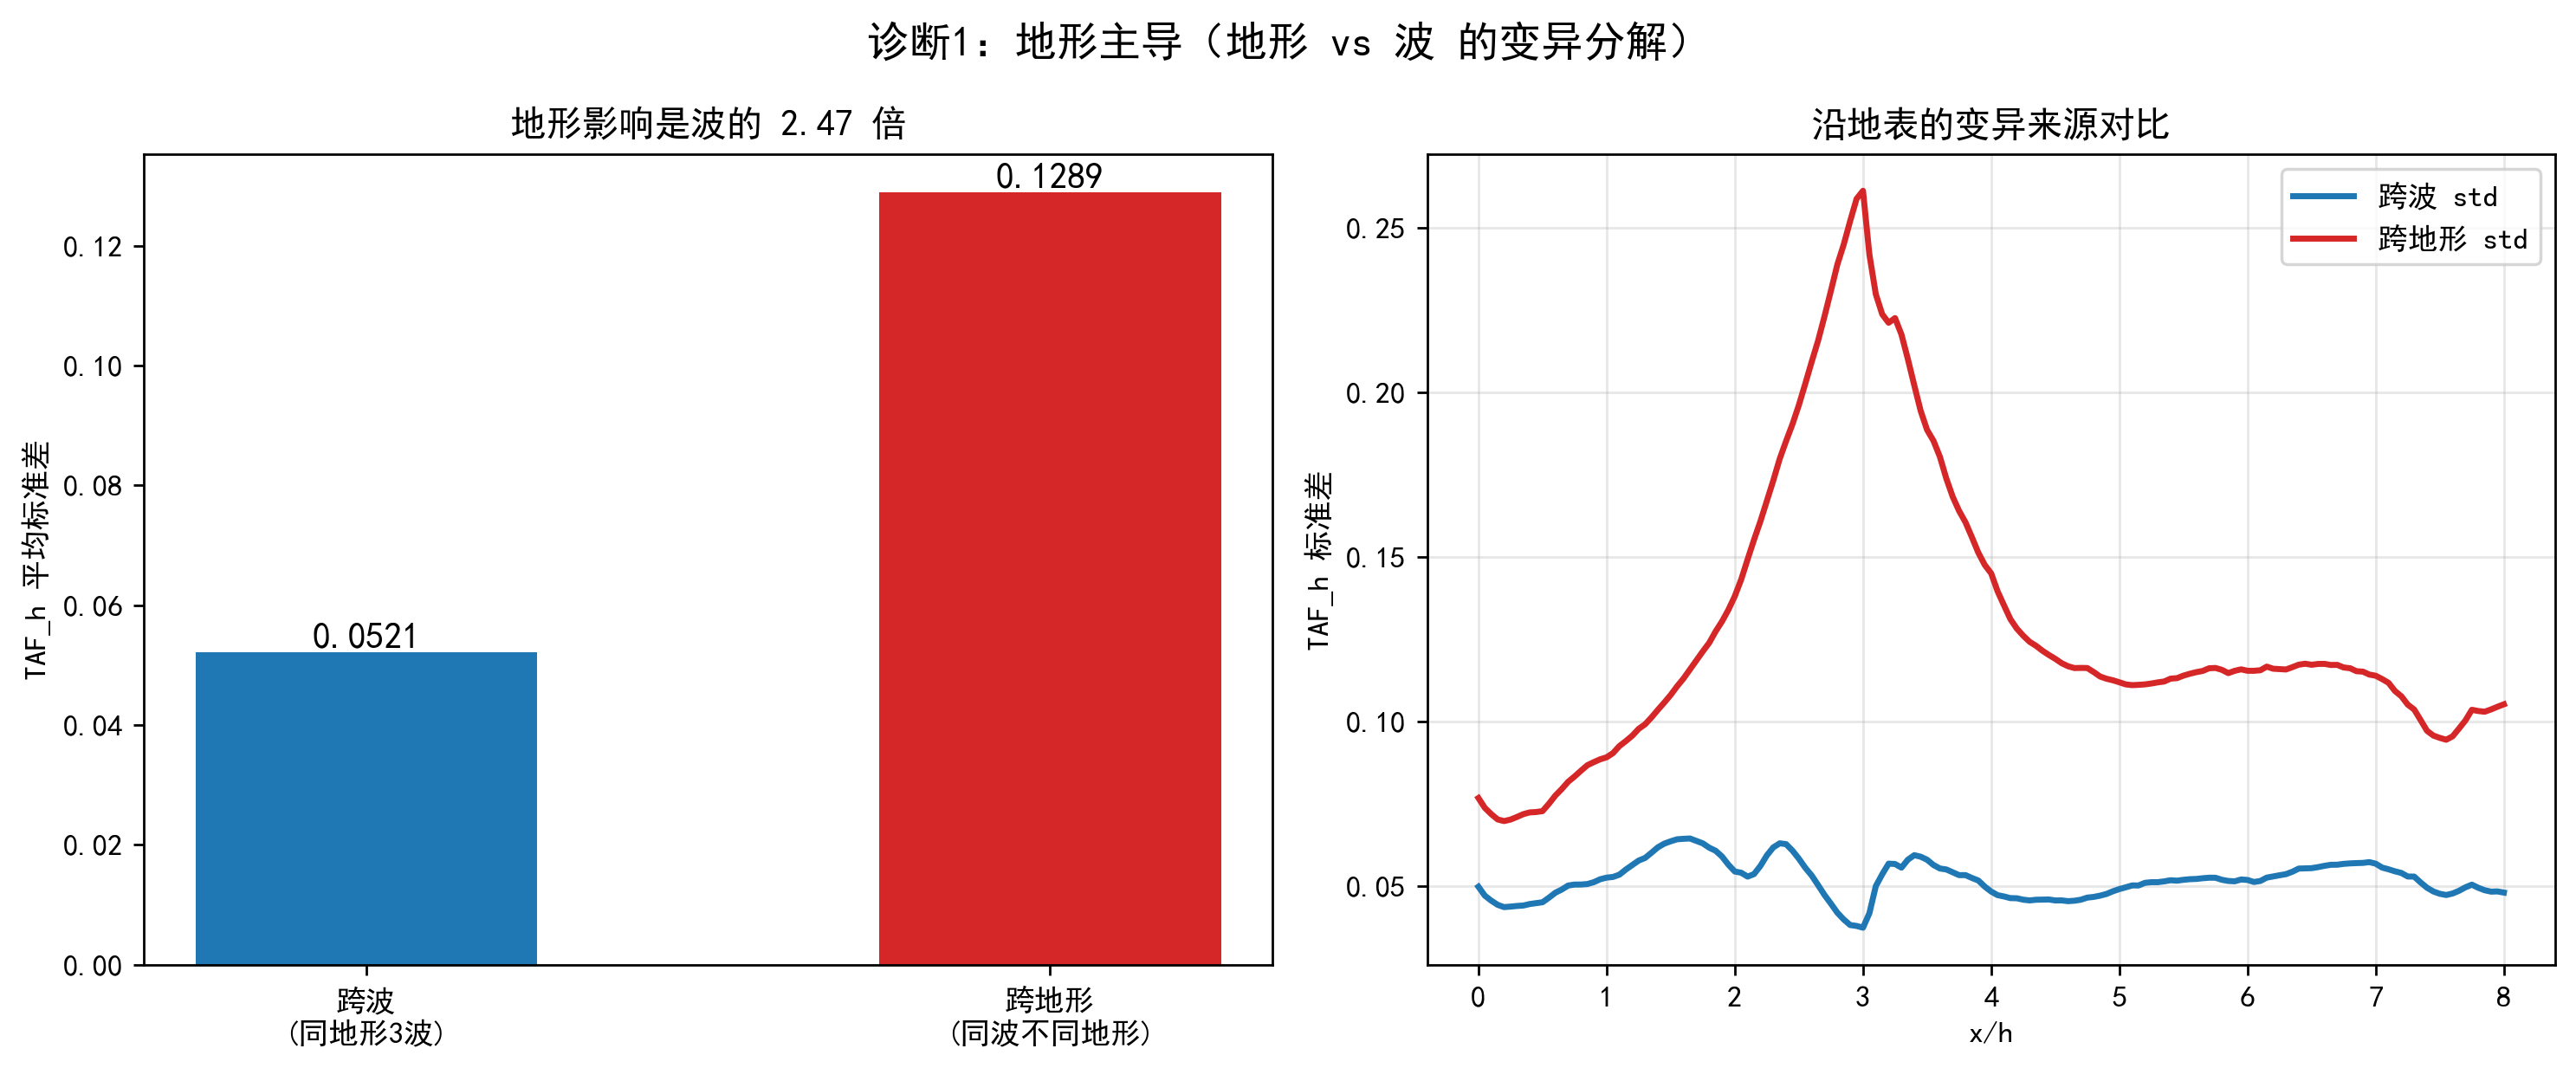 诊断1：地形主导（地形 vs 波 的变异分解）
地形影响是波的 2.47 倍
TAF_h 平均标准差
0.12
0.10
0.08
0.06
0.04
0.02
0.00
0.0521
0.1289
跨波
(同地形3波)
跨地形
(同波不同地形)
沿地表的变异来源对比
TAF_h 标准差
0.25
0.20
0.15
0.10
0.05
跨波 std
跨地形 std
0 1 2 3 4 5 6 7 8
x/h